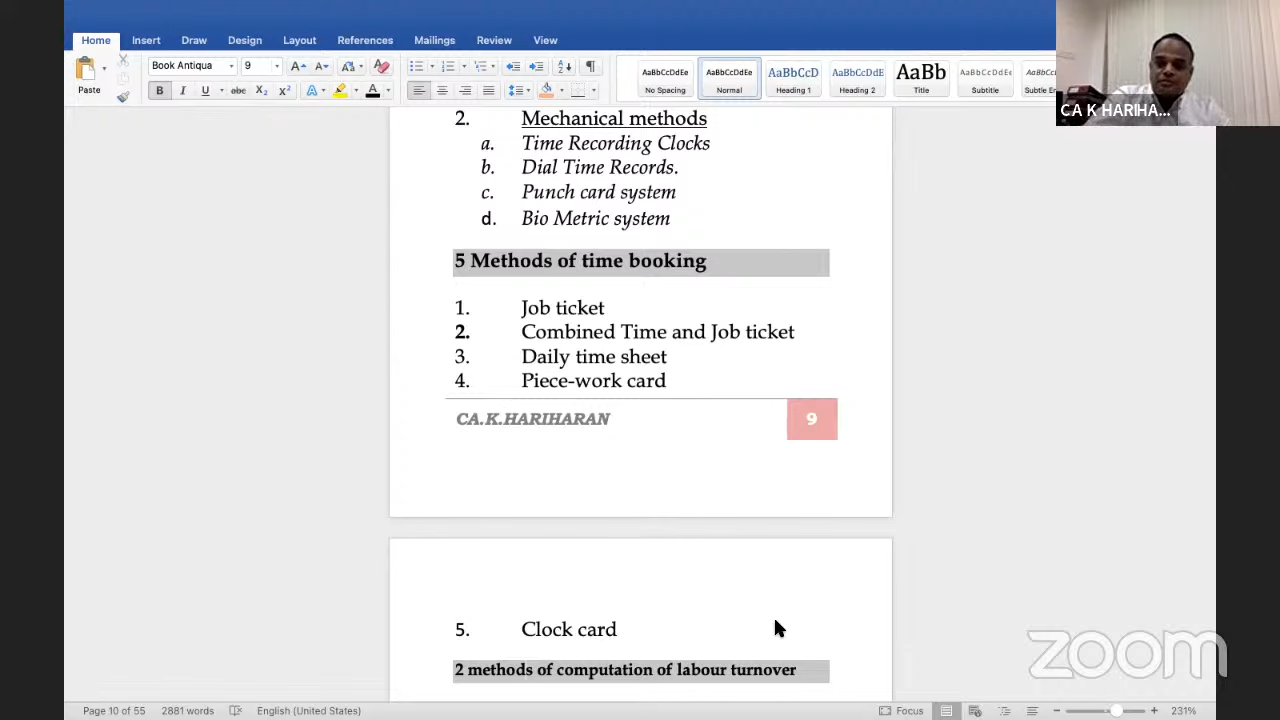 Home Insert Draw Design Layout References Mailings Review View
Book Antiqua 9
Paste
AaBbCcDdEe AaBbCcDdEe AaBbCcD AaBbCcDdE AaBb AaBbCcDdEe AaBbCcDdEe
No Spacing Normal Heading 1 Heading 2 Title Subtitle Subtle En
C A K HARIHA...
2. Mechanical methods
a. Time Recording Clocks
b. Dial Time Records.
c. Punch card system
d. Bio Metric system
5 Methods of time booking
1. Job ticket
2. Combined Time and Job ticket
3. Daily time sheet
4. Piece-work card
CA.K.HARIHARAN 9
5. Clock card
2 methods of computation of labour turnover
zoom
Page 10 of 55 2881 words English (United States) Focus 231%